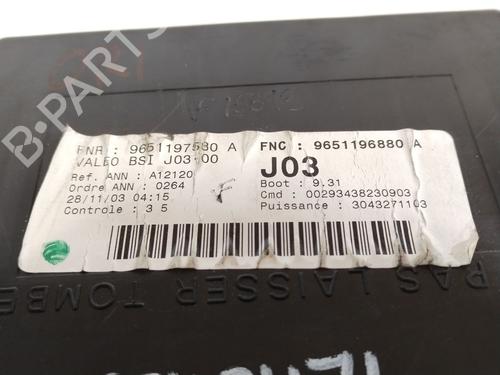 FNR : 9651197580 A
VALEO BSI J03-00
Ref. ANN : A12120
Ordre ANN : 0264
28/11/03 04:15
Controle : 3 5
FNC : 9651196880 A
J03
Boot : 9.31
Cmd : 00293438230903
Puissance : 3043271103
PAS LAISSER TOMBE
B-PARTS